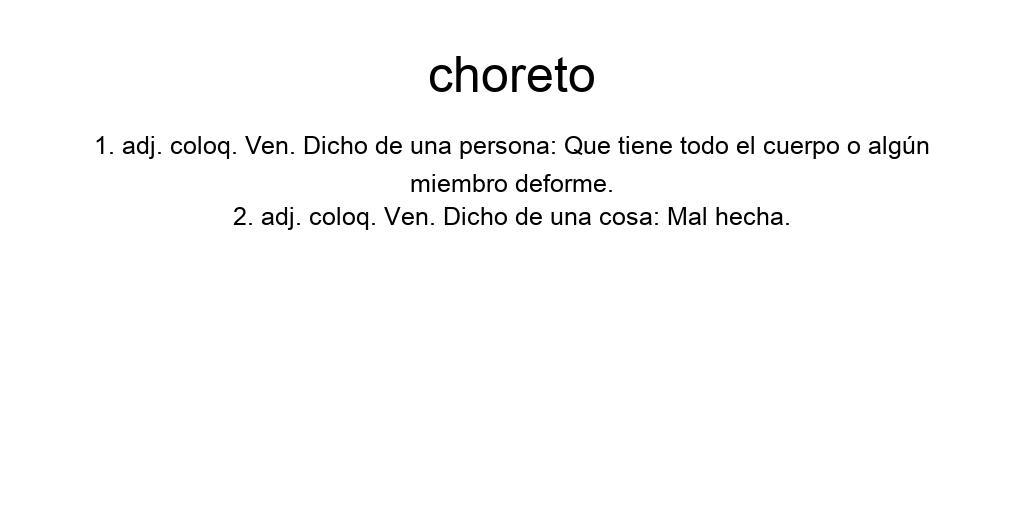 choreto
1. adj. coloq. Ven. Dicho de una persona: Que tiene todo el cuerpo o algún
miembro deforme.
2. adj. coloq. Ven. Dicho de una cosa: Mal hecha.